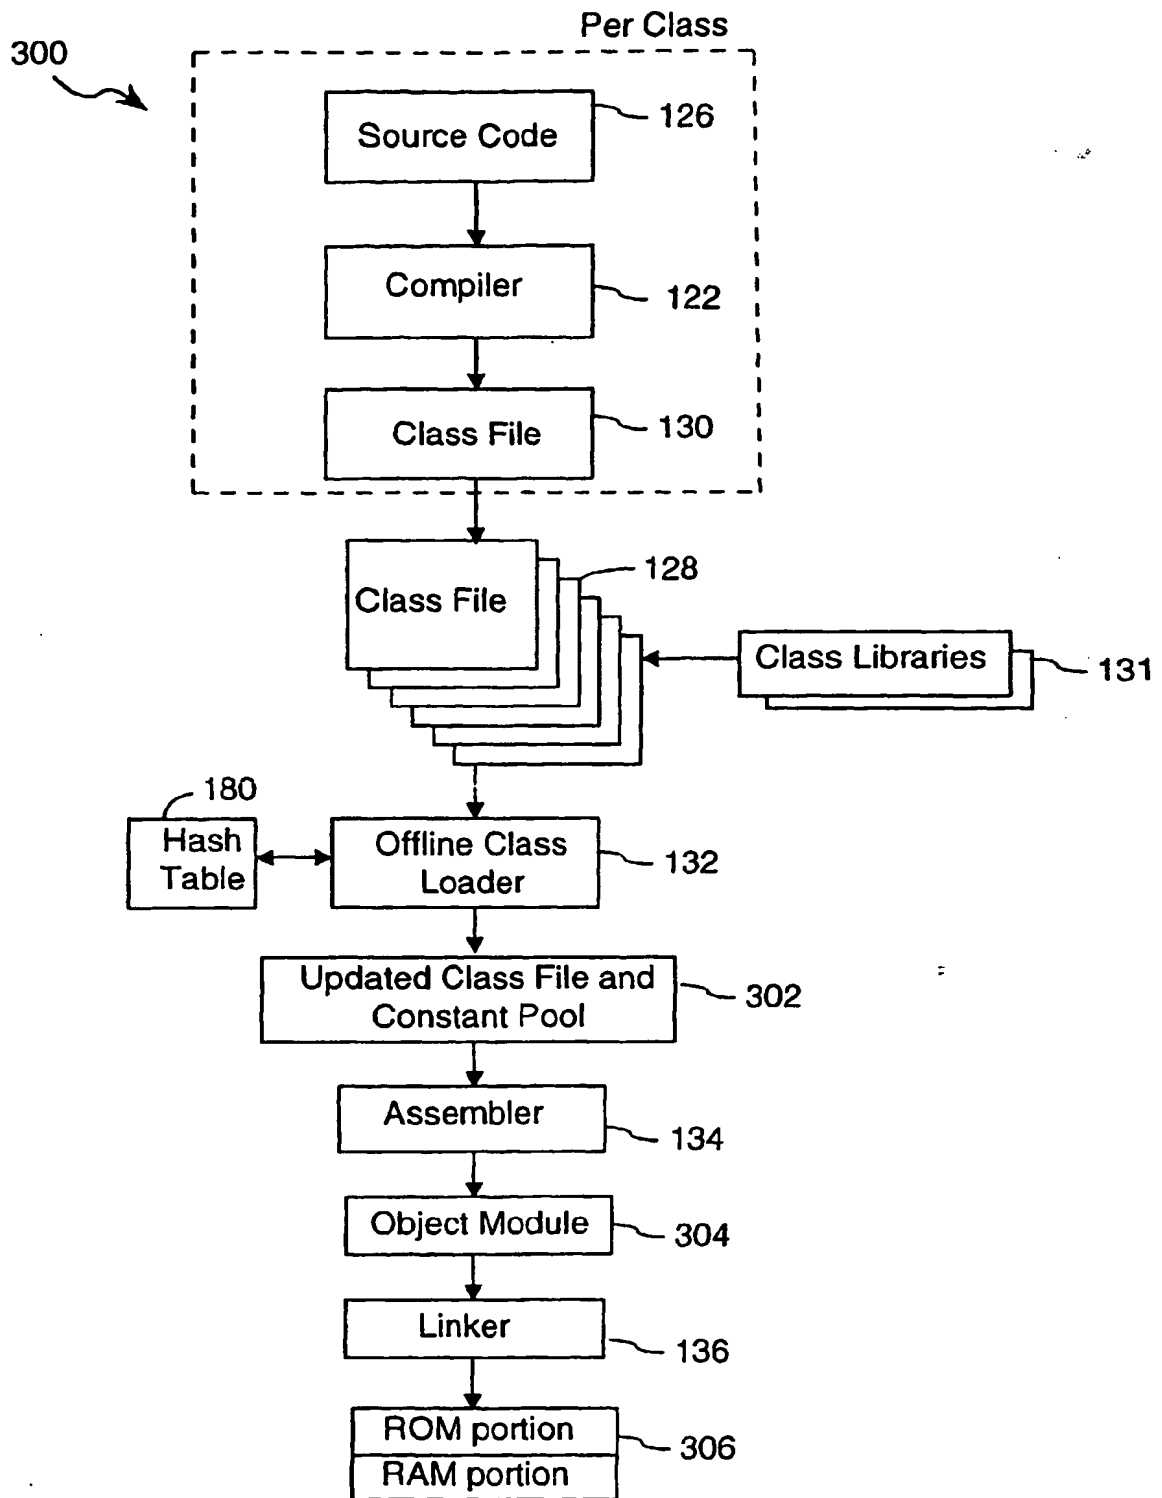 Per Class
300
Source Code
126
Compiler
122
Class File
130
Class File
128
Class Libraries
131
180
Hash
Table
Offline Class
Loader
132
Updated Class File and
Constant Pool
302
Assembler
134
Object Module
304
Linker
136
ROM portion
306
RAM portion